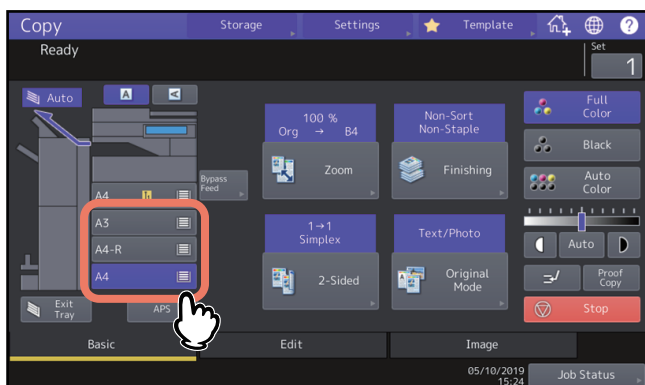 Copy
Storage
Settings
Template
?
Ready
Set
1
Auto
A
A
100 %
Org → B4
Non-Sort
Non-Staple
Full
Color
Zoom
Finishing
Black
Bypass
Feed
Auto
Color
A4
A3
A4-R
A4
1→1
Simplex
Text/Photo
Auto
2-Sided
Original
Mode
Proof
Copy
Exit
Tray
APS
Stop
Basic
Edit
Image
05/10/2019
15:24
Job Status